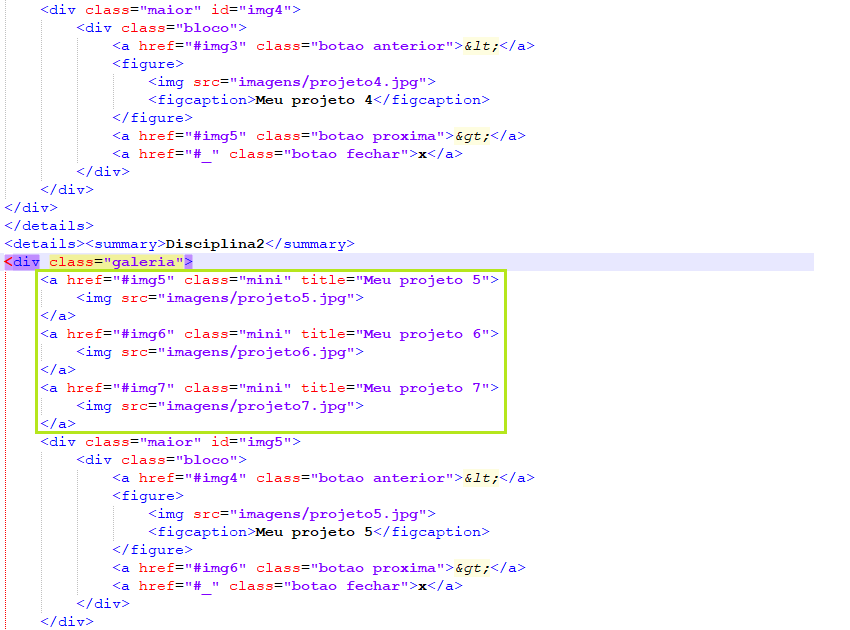 <div class="maior" id="img4">
<div class="bloco">
<a href="#img3" class="botao anterior">&lt;</a>
<figure>
<img src="imagens/projeto4.jpg">
<figcaption>Meu projeto 4</figcaption>
</figure>
<a href="#img5" class="botao proxima">&gt;</a>
<a href="#_" class="botao fechar">x</a>
</div>
</div>
</div>
</details>
<details><summary>Disciplina2</summary>
<div class="galeria">
<a href="#img5" class="mini" title="Meu projeto 5">
<img src="imagens/projeto5.jpg">
</a>
<a href="#img6" class="mini" title="Meu projeto 6">
<img src="imagens/projeto6.jpg">
</a>
<a href="#img7" class="mini" title="Meu projeto 7">
<img src="imagens/projeto7.jpg">
</a>
<div class="maior" id="img5">
<div class="bloco">
<a href="#img4" class="botao anterior">&lt;</a>
<figure>
<img src="imagens/projeto5.jpg">
<figcaption>Meu projeto 5</figcaption>
</figure>
<a href="#img6" class="botao proxima">&gt;</a>
<a href="#_" class="botao fechar">x</a>
</div>
</div>